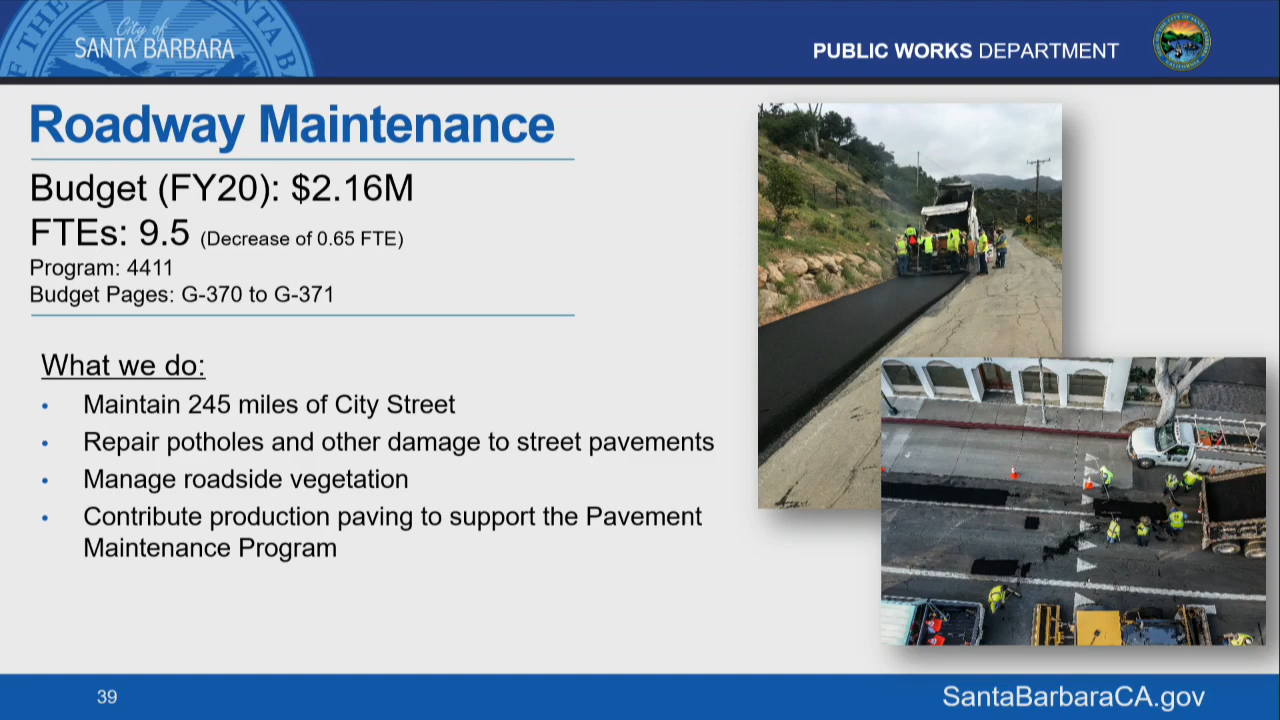 City of
SANTA BARBARA
PUBLIC WORKS DEPARTMENT
Roadway Maintenance
Budget (FY20): $2.16M
FTEs: 9.5 (Decrease of 0.65 FTE)
Program: 4411
Budget Pages: G-370 to G-371
What we do:
• Maintain 245 miles of City Street
• Repair potholes and other damage to street pavements
• Manage roadside vegetation
• Contribute production paving to support the Pavement
Maintenance Program
39
SantaBarbaraCA.gov